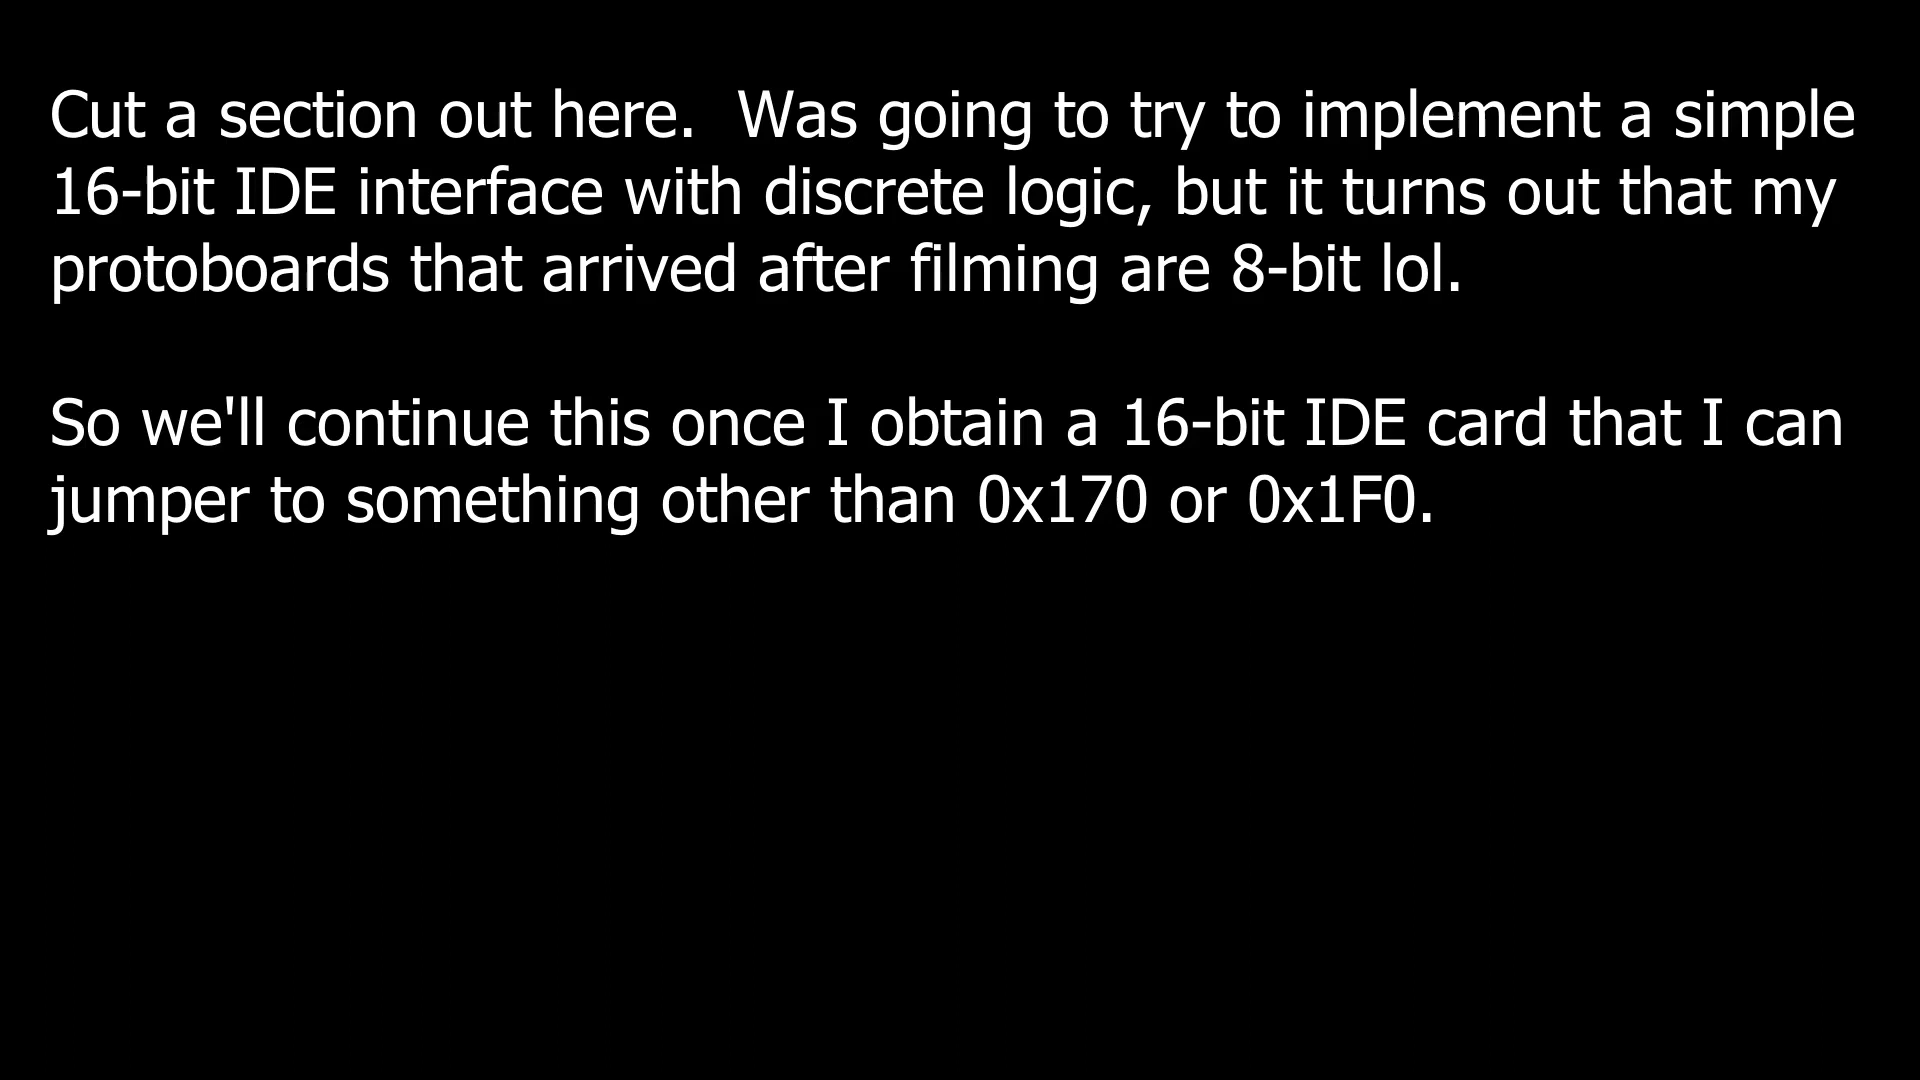 Cut a section out here.  Was going to try to implement a simple
16-bit IDE interface with discrete logic, but it turns out that my
protoboards that arrived after filming are 8-bit lol.
So we'll continue this once I obtain a 16-bit IDE card that I can
jumper to something other than 0x170 or 0x1F0.